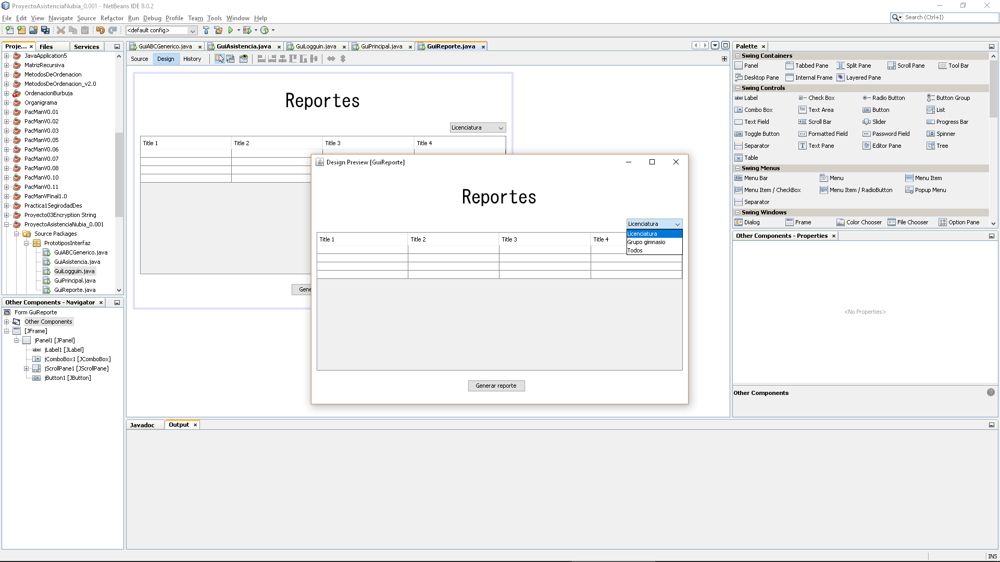 ProyectoAsistenciaNubia_0.001 - NetBeans IDE 8.0.2
File Edit View Navigate Source Refactor Run Debug Profile Team Tools Window Help
Search (Ctrl+I)
<default config>
Proje... Files Services
JavaApplication5
MatrizRecursiva
MetodosDeOrdenacion
MetodosDeOrdenacion_v2.0
OrdenacionBurbuja
Organigrama
PacManV0.01
PacManV0.02
PacManV0.03
PacManV0.05
PacManV0.06
PacManV0.07
PacManV0.08
PacManV0.10
PacManV0.11
PacManVFinal1.0
Practica1SegirodadDes
Proyecto03Encryption String
ProyectoAsistenciaNubia_0.001
Source Packages
PrototiposInterfaz
GuiABCGenerico.java
GuiAsistencia.java
GuiLogguin.java
GuiPrincipal.java
GuiReporte.java
Other Components - Navigator
Form GuiReporte
Other Components
[JFrame]
jPanel1 [JPanel]
label jLabel1 [JLabel]
jComboBox1 [JComboBox]
jScrollPane1 [JScrollPane]
OK jButton1 [JButton]
GuiABCGenerico.java GuiAsistencia.java GuiLogguin.java GuiPrincipal.java GuiReporte.java
Source Design History
Reportes
Licenciatura
Title 1 Title 2 Title 3 Title 4
Gene
Design Preview [GuiReporte]
Reportes
Licenciatura
Licenciatura
Grupo gimnasio
Todos
Title 1 Title 2 Title 3 Title 4
Generar reporte
Javadoc Output
Palette
Swing Containers
Panel Tabbed Pane Split Pane Scroll Pane Tool Bar
Desktop Pane Internal Frame Layered Pane
Swing Controls
label Label Check Box Radio Button Button Group
Combo Box Text Area OK Button List
Text Field Scroll Bar Slider Progress Bar
ON Toggle Button Formatted Field Password Field Spinner
Separator T Text Pane Editor Pane Tree
Table
Swing Menus
File Menu Bar Menu Menu Item
Menu Item / CheckBox Menu Item / RadioButton Popup Menu
Separator
Swing Windows
Dialog Frame Color Chooser File Chooser Option Pane
Other Components - Properties
<No Properties>
Other Components
INS